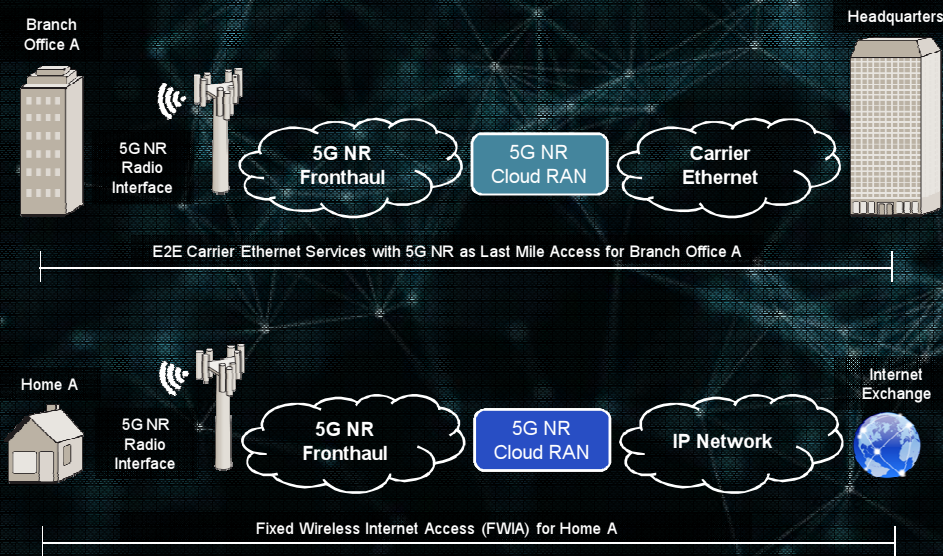 Branch
Office A
Headquarters
5G NR
Radio
Interface
5G NR
Fronthaul
5G NR
Cloud RAN
Carrier
Ethernet
E2E Carrier Ethernet Services with 5G NR as Last Mile Access for Branch Office A
Home A
Internet
Exchange
5G NR
Radio
Interface
5G NR
Fronthaul
5G NR
Cloud RAN
IP Network
Fixed Wireless Internet Access (FWIA) for Home A